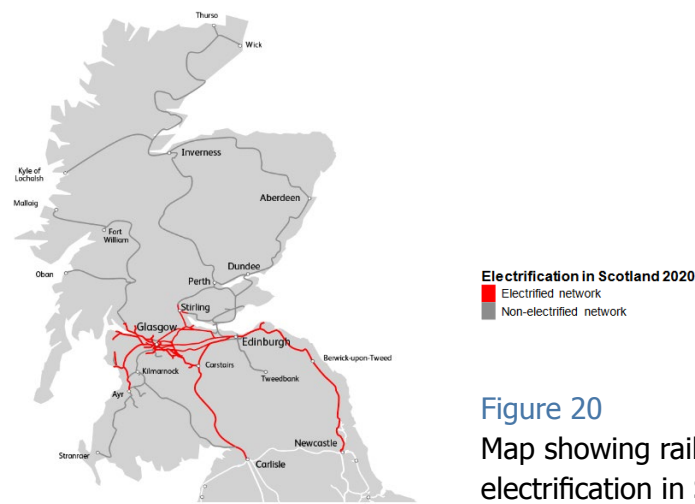 Thurso
Wick
Inverness
Kyle of
Lochalsh
Aberdeen
Mallaig
Fort
William
Dundee
Oban
Perth
Stirling
Glasgow
Edinburgh
Berwick-upon-Tweed
Carstairs
Kilmarnock
Tweedbank
Ayr
Newcastle
Stranraer
Carlisle
Electrification in Scotland 2020
Electrified network
Non-electrified network
Figure 20
Map showing rail
electrification in